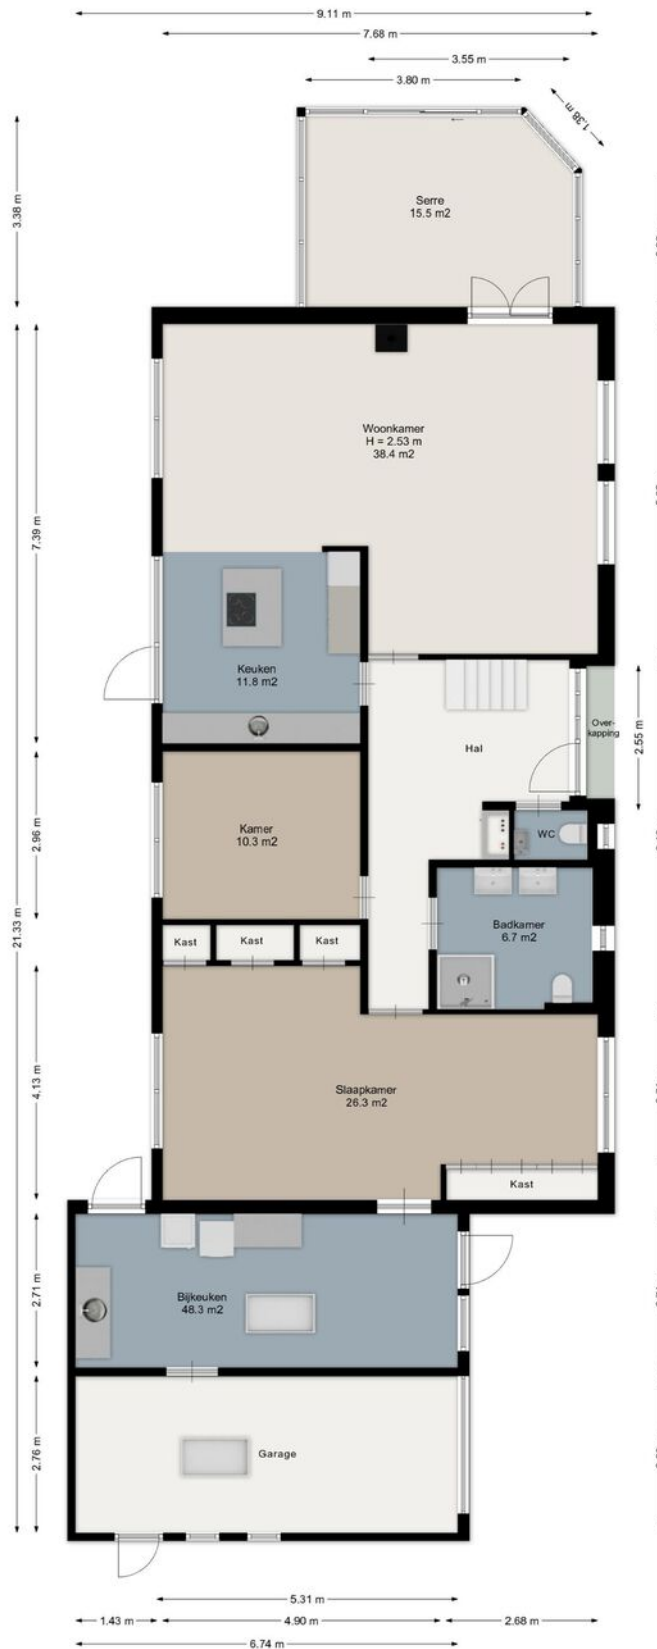 9.11 m
7.68 m
3.55 m
3.80 m
1.38 m
3.38 m
Serre
15.5 m2
Woonkamer
H = 2.53 m
38.4 m2
7.39 m
Keuken
11.8 m2
Over-
kapping
2.55 m
Hal
WC
Kamer
10.3 m2
2.96 m
21.33 m
Badkamer
6.7 m2
Kast
Kast
Kast
4.13 m
Slaapkamer
26.3 m2
Kast
2.71 m
Bijkeuken
48.3 m2
2.76 m
Garage
5.31 m
1.43 m
4.90 m
2.68 m
6.74 m